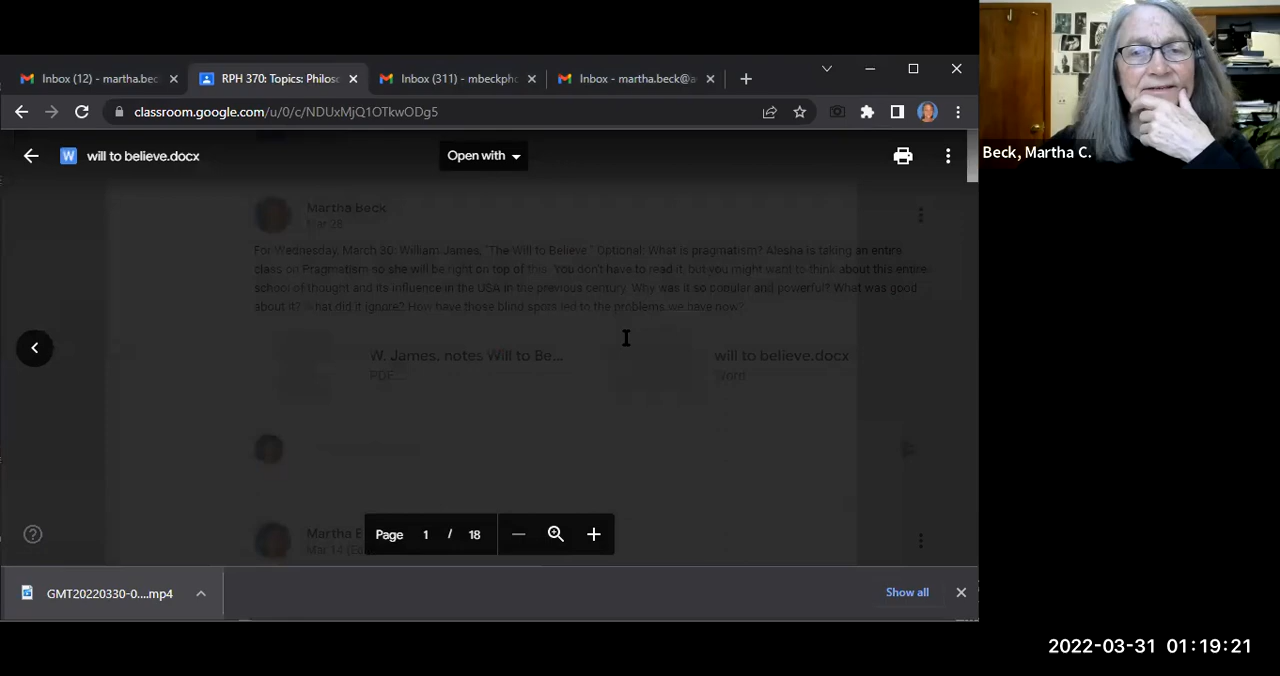 Inbox (12) - martha.bec
RPH 370: Topics: Philos
Inbox (311) - mbeckph
Inbox - martha.beck@a
classroom.google.com/u/0/c/NDUxMjQ1OTkwODg5
W will to believe.docx
Open with
Martha Beck
Mar 28
For Wednesday, March 30: William James, "The Will to Believe." Optional: What is pragmatism? Alesha is taking an entire
class on Pragmatism so she will be right on top of this. You don't have to read it, but you might want to think about this entire
school of thought and its influence in the USA in the previous century. Why was it so popular and powerful? What was good
about it? What did it ignore? How have those blind spots led to the problems we have now?
W. James. notes Will to Be...
PDF
will to believe.docx
Word
Martha
Mar 14
Page 1 / 18
GMT20220330-0....mp4
Show all
Beck, Martha C.
2022-03-31 01:19:21